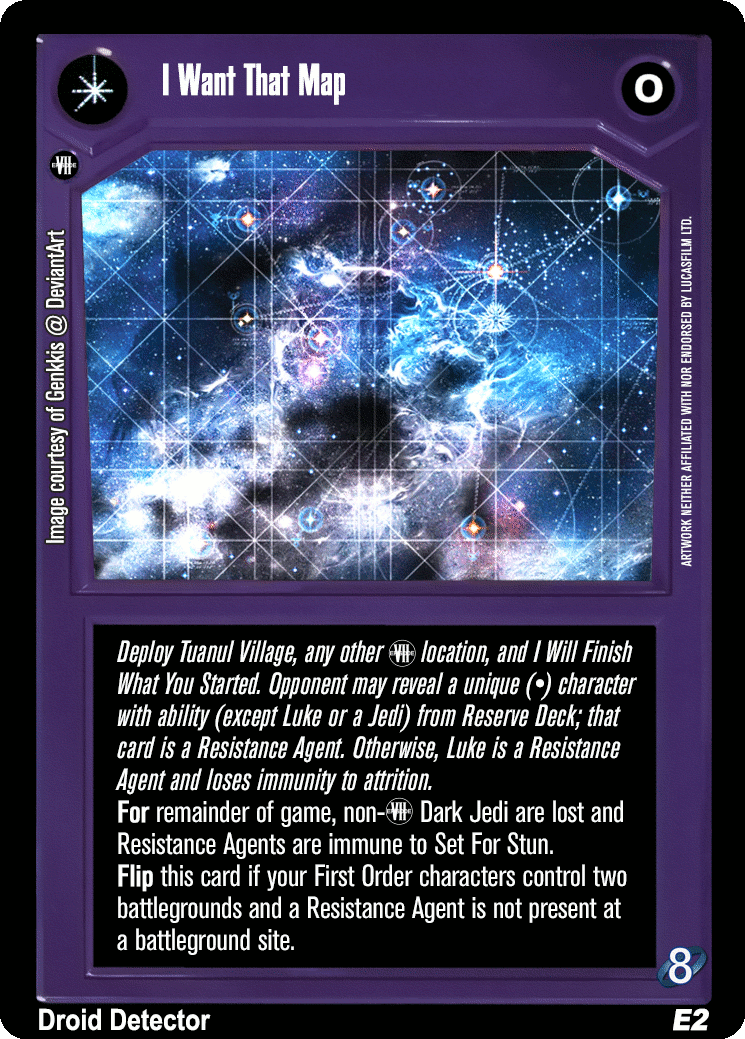 I Want That Map
O
VII
EPISODE
Image courtesy of Genkkis @ DeviantArt
ARTWORK NEITHER AFFILIATED WITH NOR ENDORSED BY LUCASFILM LTD.
Deploy Tuanul Village, any other EPISODE VII location, and I Will Finish
What You Started. Opponent may reveal a unique (•) character
with ability (except Luke or a Jedi) from Reserve Deck; that
card is a Resistance Agent. Otherwise, Luke is a Resistance
Agent and loses immunity to attrition.
For remainder of game, non-EPISODE VII Dark Jedi are lost and
Resistance Agents are immune to Set For Stun.
Flip this card if your First Order characters control two
battlegrounds and a Resistance Agent is not present at
a battleground site.
8
Droid Detector
E2